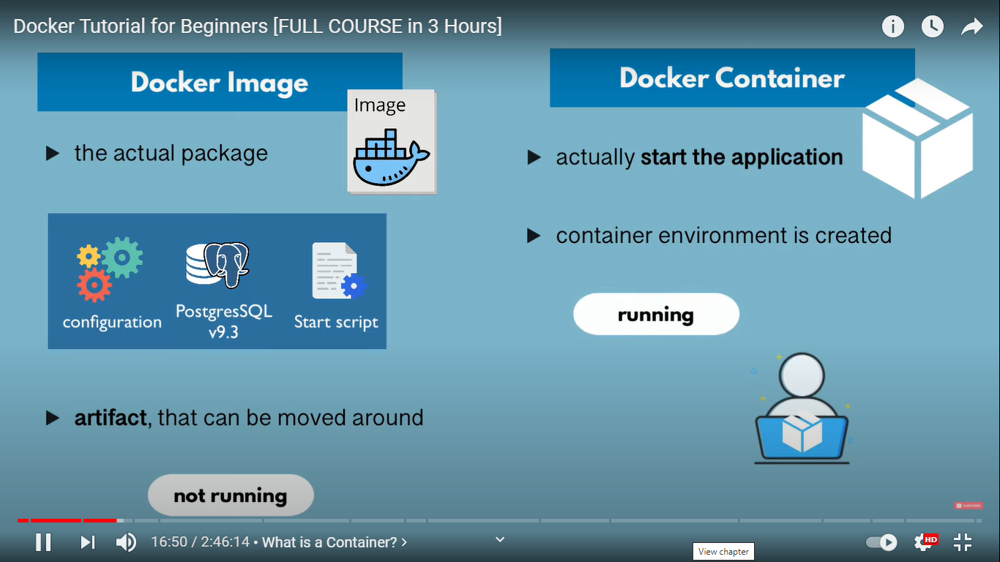 Docker Tutorial for Beginners [FULL COURSE in 3 Hours]
Docker Image
Image
the actual package
configuration
PostgresSQL
v9.3
Start script
artifact, that can be moved around
not running
Docker Container
actually start the application
container environment is created
running
SUBSCRIBE
16:50 / 2:46:14 • What is a Container? >
HD
View chapter